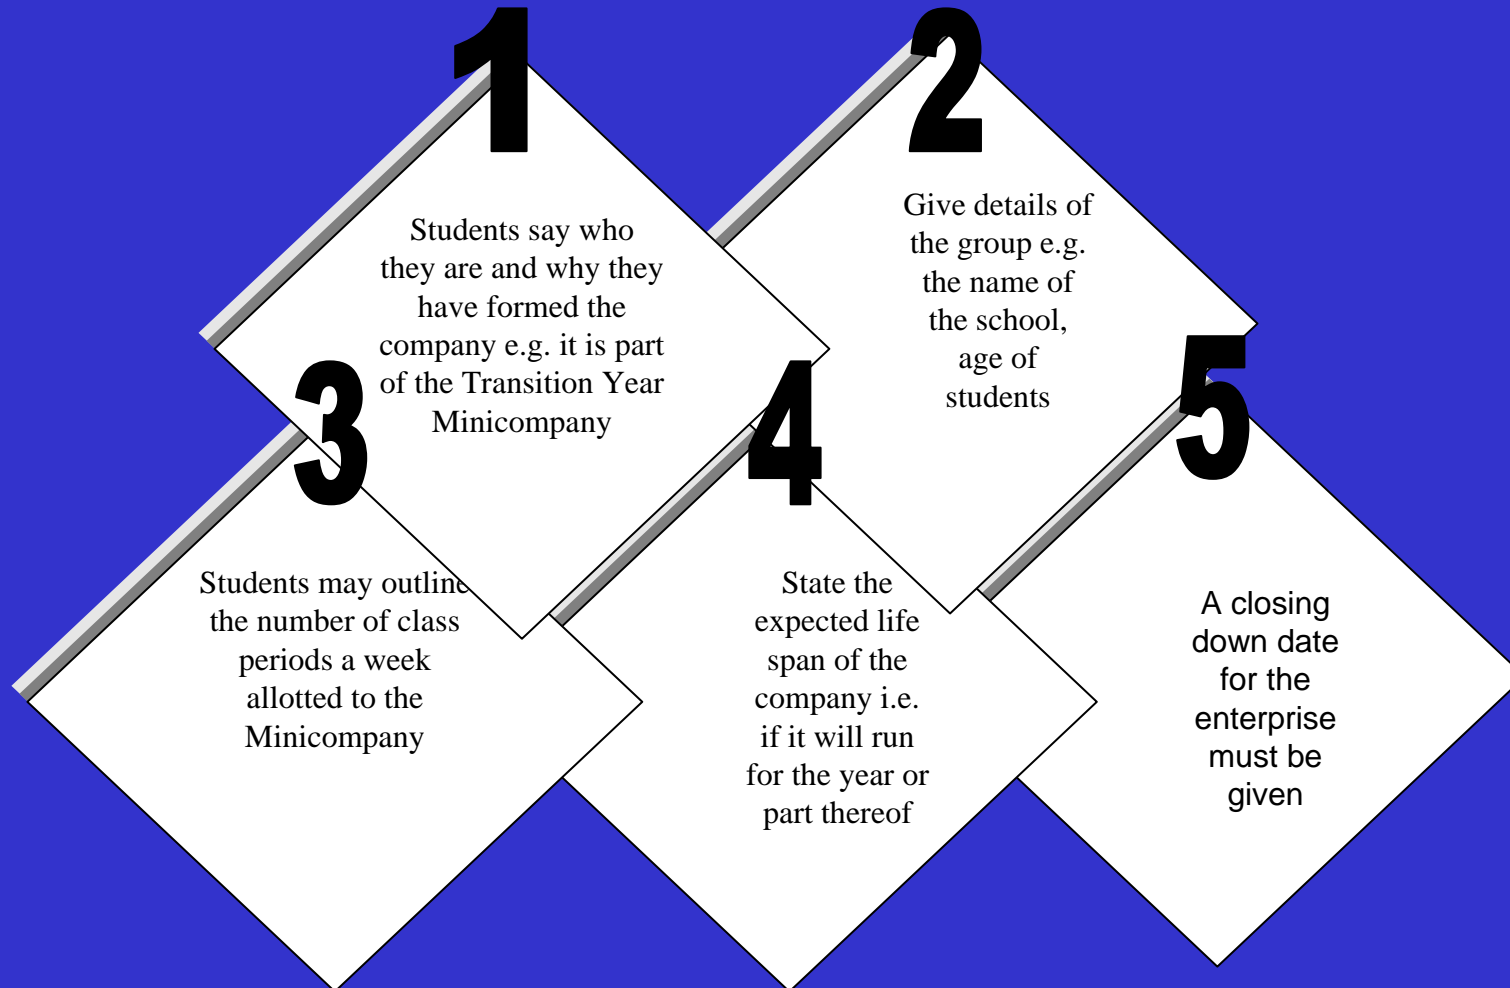 1
Students say who
they are and why they
have formed the
company e.g. it is part
of the Transition Year
Minicompany
2
Give details of
the group e.g.
the name of
the school,
age of
students
3
Students may outline
the number of class
periods a week
allotted to the
Minicompany
4
State the
expected life
span of the
company i.e.
if it will run
for the year or
part thereof
5
A closing
down date
for the
enterprise
must be
given